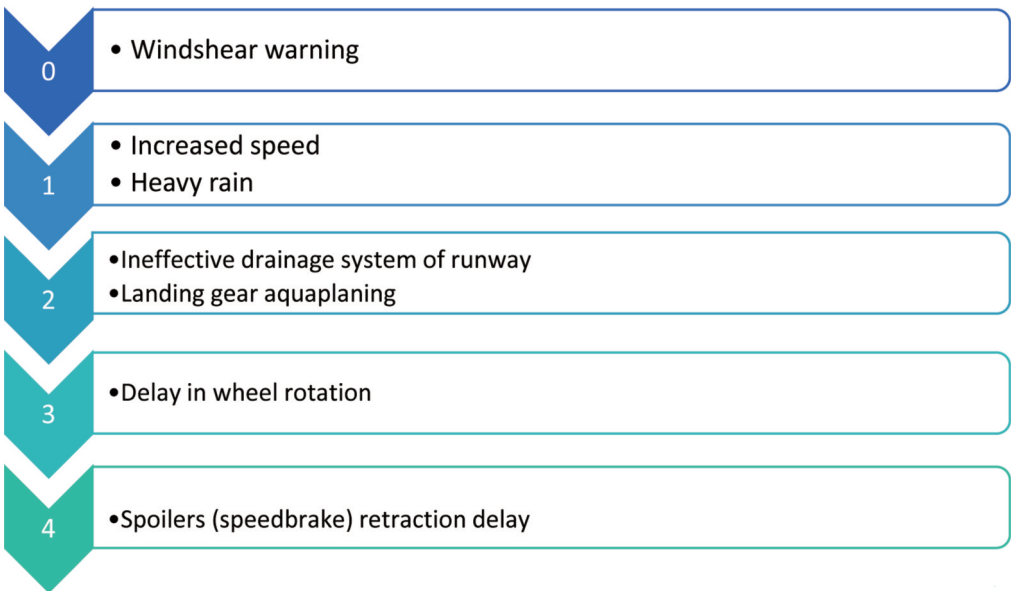 0
• Windshear warning
1
• Increased speed
• Heavy rain
2
•Ineffective drainage system of runway
•Landing gear aquaplaning
3
•Delay in wheel rotation
4
•Spoilers (speedbrake) retraction delay